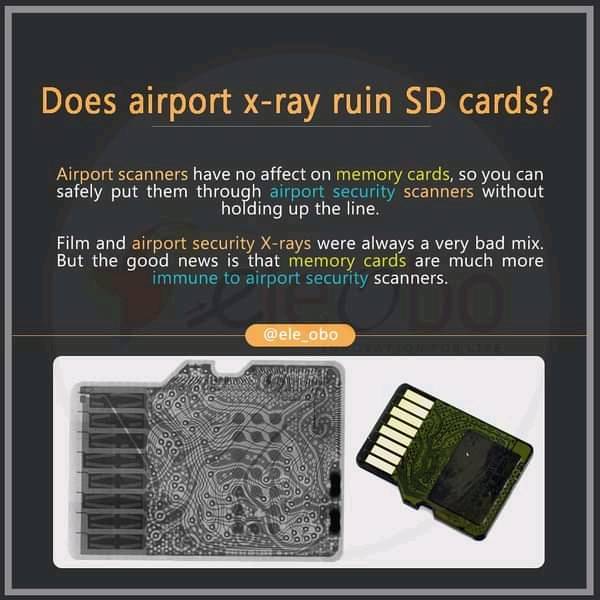 Does airport x-ray ruin SD cards?
Airport scanners have no affect on memory cards, so you can
safely put them through airport security scanners without
holding up the line.
Film and airport security X-rays were always a very bad mix.
But the good news is that memory cards are much more
immune to airport security scanners.
eleObo
@ele_obo